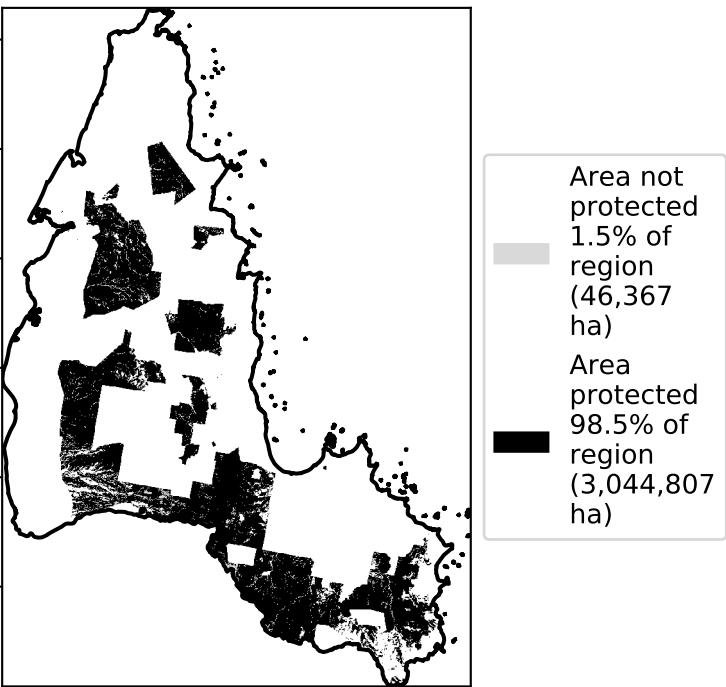 Area not
protected
1.5% of
region
(46,367
ha)
Area
protected
98.5% of
region
(3,044,807
ha)